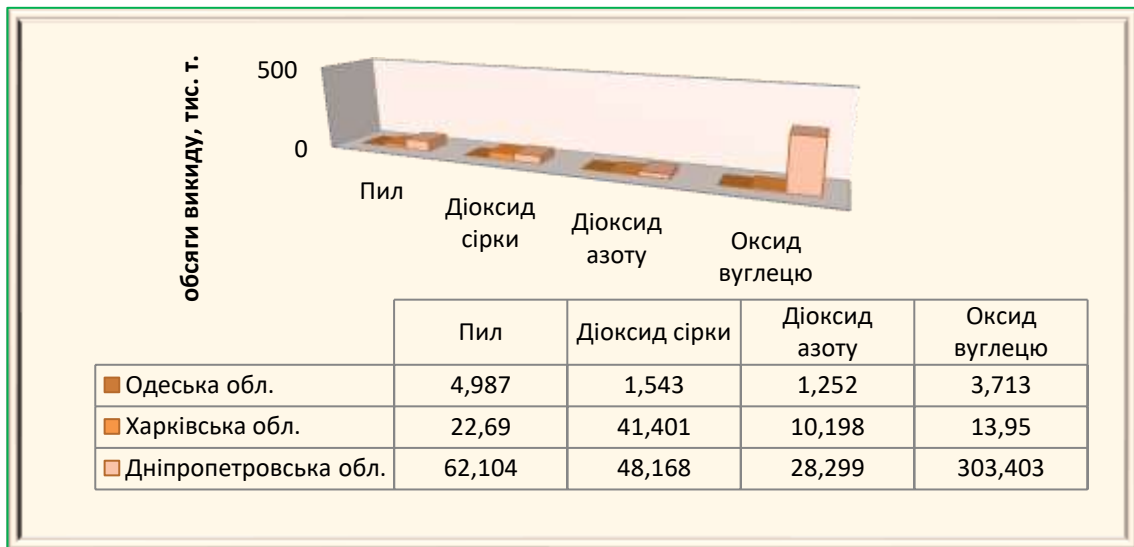 обсяги викиду, тис. т.
500
0
Пил
Діоксид
сірки
Діоксид
азоту
Оксид
вуглецю
Пил Діоксид сірки Діоксид азоту Оксид вуглецю
Одеська обл. 4,987 1,543 1,252 3,713
Харківська обл. 22,69 41,401 10,198 13,95
Дніпропетровська обл. 62,104 48,168 28,299 303,403